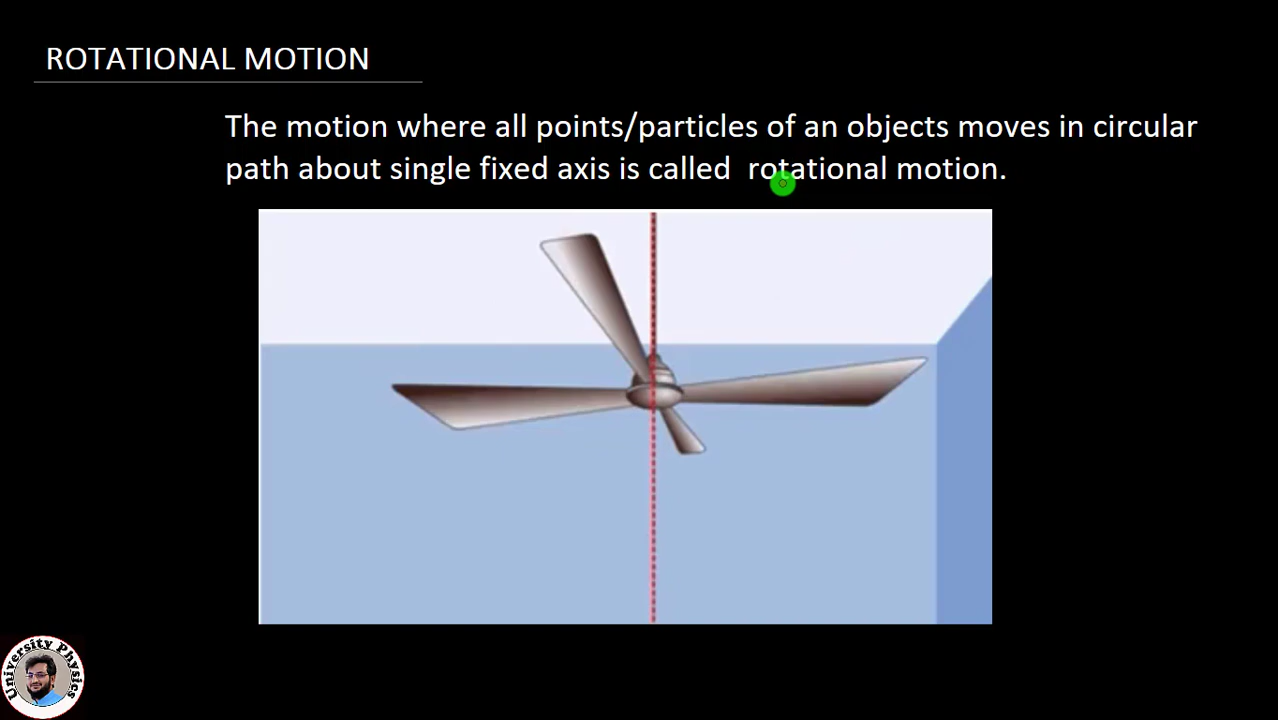 ROTATIONAL MOTION
The motion where all points/particles of an objects moves in circular
path about single fixed axis is called rotational motion.
University Physics